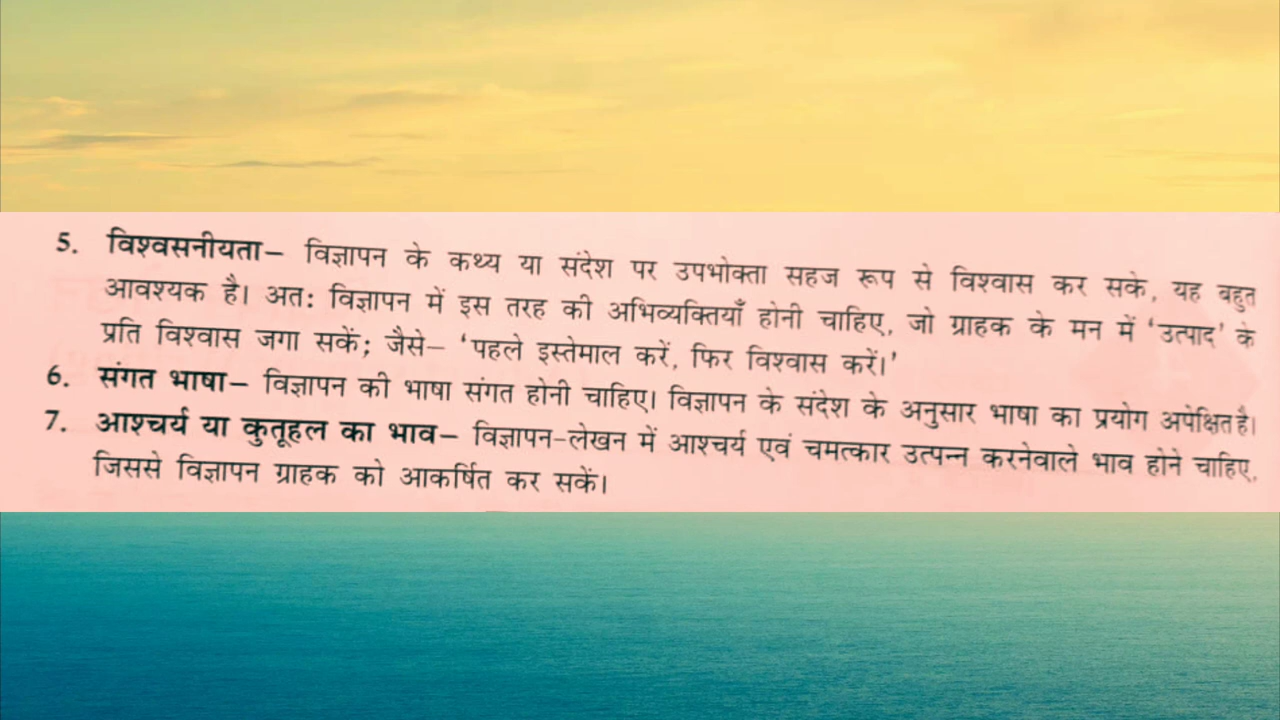 5. विश्वसनीयता– विज्ञापन के कथ्य या संदेश पर उपभोक्ता सहज रूप से विश्वास कर सके, यह बहुत
आवश्यक है। अतः विज्ञापन में इस तरह की अभिव्यक्तियाँ होनी चाहिए, जो ग्राहक के मन में ‘उत्पाद’ के
प्रति विश्वास जगा सकें; जैसे– ‘पहले इस्तेमाल करें, फिर विश्वास करें।’
6. संगत भाषा– विज्ञापन की भाषा संगत होनी चाहिए। विज्ञापन के संदेश के अनुसार भाषा का प्रयोग अपेक्षित है।
7. आश्चर्य या कुतूहल का भाव– विज्ञापन-लेखन में आश्चर्य एवं चमत्कार उत्पन्न करनेवाले भाव होने चाहिए,
जिससे विज्ञापन ग्राहक को आकर्षित कर सकें।